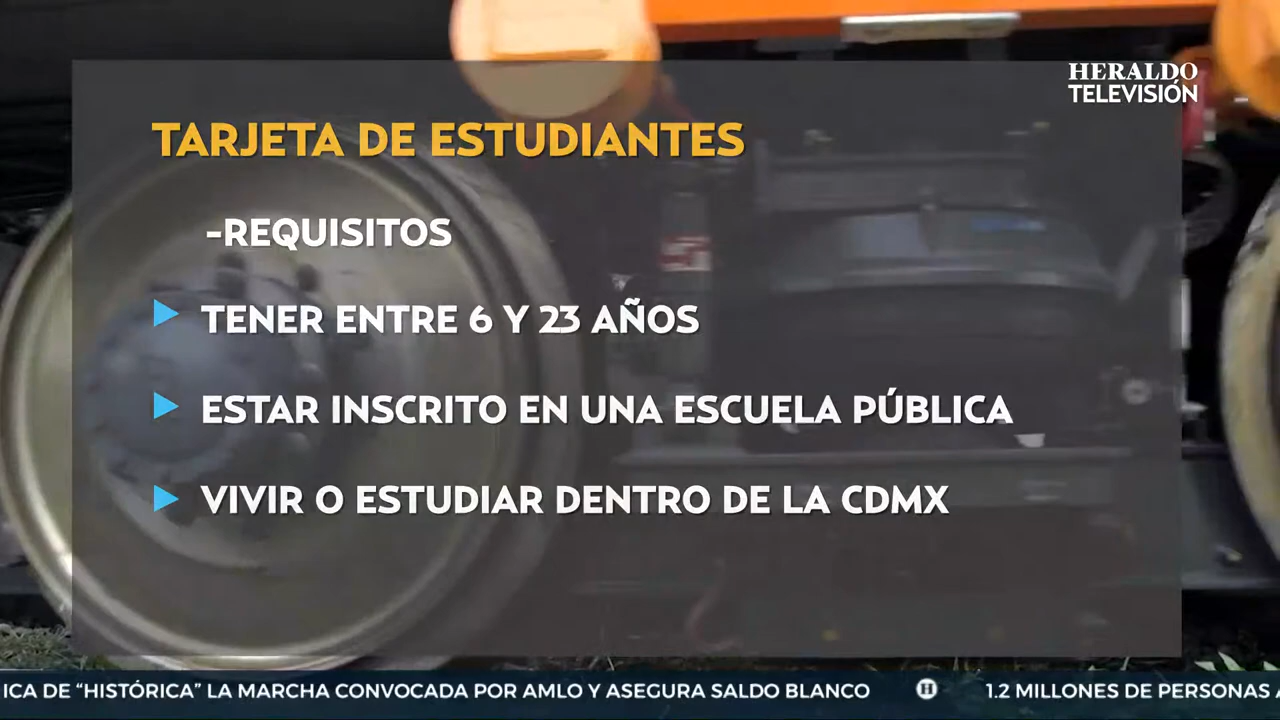 HERALDO
TELEVISIÓN
TARJETA DE ESTUDIANTES
-REQUISITOS
TENER ENTRE 6 Y 23 AÑOS
ESTAR INSCRITO EN UNA ESCUELA PÚBLICA
VIVIR O ESTUDIAR DENTRO DE LA CDMX
ICA DE “HISTÓRICA” LA MARCHA CONVOCADA POR AMLO Y ASEGURA SALDO BLANCO H 1.2 MILLONES DE PERSONAS